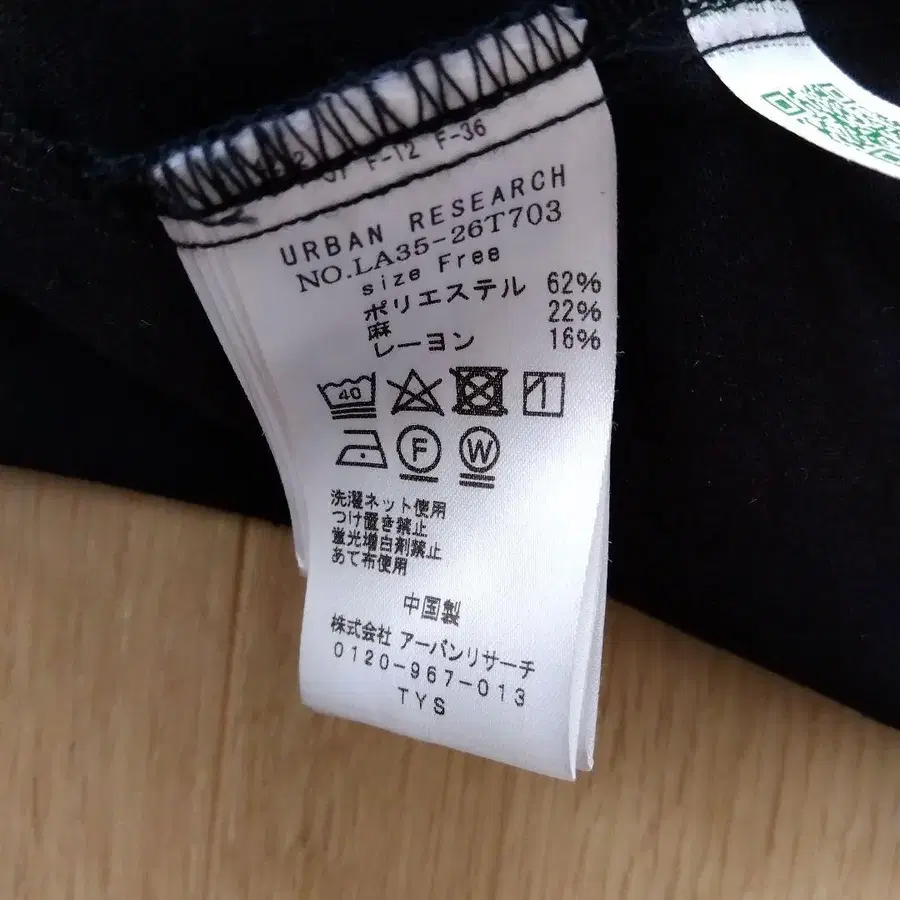 F-12 F-36
URBAN RESEARCH
NO.LA35-26T703
size Free
ポリエステル 62%
麻 22%
レーヨン 16%
40
F W
洗濯ネット使用
つけ置き禁止
蛍光増白剤禁止
あて布使用
中国製
株式会社 アーバンリサーチ
0120-967-013
TYS